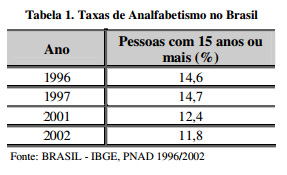 Tabela 1. Taxas de Analfabetismo no Brasil
Ano Pessoas com 15 anos ou mais (%)
1996 14,6
1997 14,7
2001 12,4
2002 11,8
Fonte: BRASIL - IBGE, PNAD 1996/2002